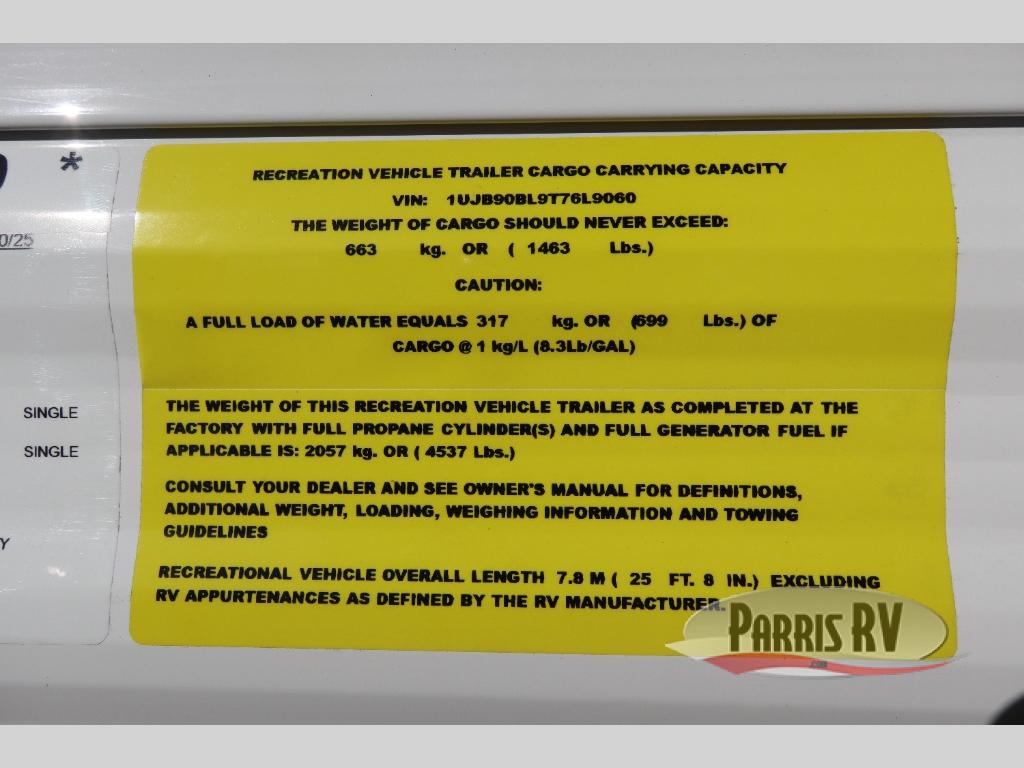 *
0/25
SINGLE
SINGLE
Y
RECREATION VEHICLE TRAILER CARGO CARRYING CAPACITY
VIN: 1UJB90BL9T76L9060
THE WEIGHT OF CARGO SHOULD NEVER EXCEED:
663 kg. OR ( 1463 Lbs.)
CAUTION:
A FULL LOAD OF WATER EQUALS 317 kg. OR (699 Lbs.) OF
CARGO @ 1 kg/L (8.3Lb/GAL)
THE WEIGHT OF THIS RECREATION VEHICLE TRAILER AS COMPLETED AT THE
FACTORY WITH FULL PROPANE CYLINDER(S) AND FULL GENERATOR FUEL IF
APPLICABLE IS: 2057 kg. OR ( 4537 Lbs.)
CONSULT YOUR DEALER AND SEE OWNER'S MANUAL FOR DEFINITIONS,
ADDITIONAL WEIGHT, LOADING, WEIGHING INFORMATION AND TOWING
GUIDELINES
RECREATIONAL VEHICLE OVERALL LENGTH 7.8 M ( 25 FT. 8 IN.) EXCLUDING
RV APPURTENANCES AS DEFINED BY THE RV MANUFACTURER.
PARRIS RV
.com